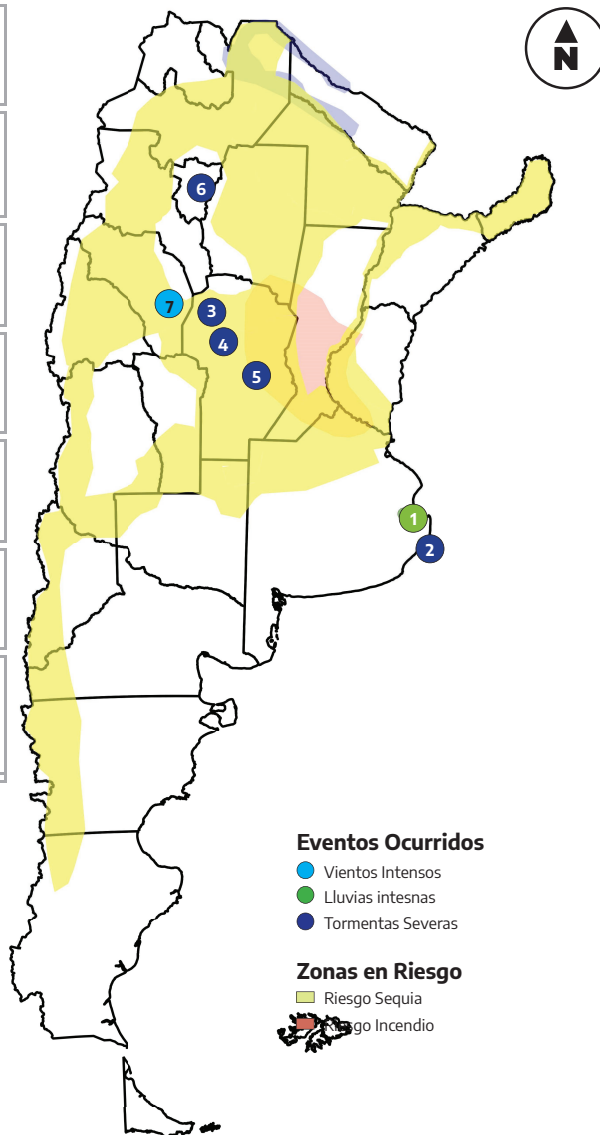 N
6
7
3
4
5
1
2
Eventos Ocurridos
Vientos Intensos
Lluvias intesnas
Tormentas Severas
Zonas en Riesgo
Riesgo Sequia
Riesgo Incendio